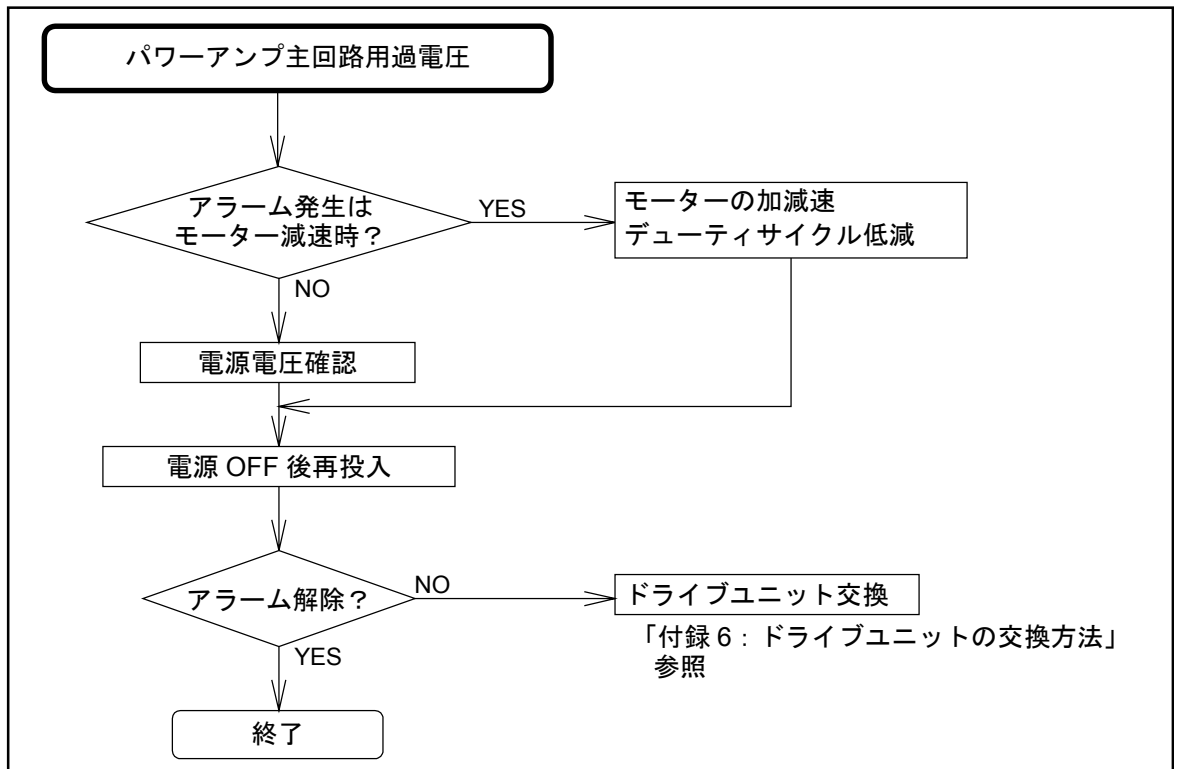 パワーアンプ主回路用過電圧
アラーム発生は
モーター減速時？
YES
モーターの加減速
デューティサイクル低減
NO
電源電圧確認
電源 OFF 後再投入
アラーム解除？
NO
ドライブユニット交換
「付録 6：ドライブユニットの交換方法」
参照
YES
終了